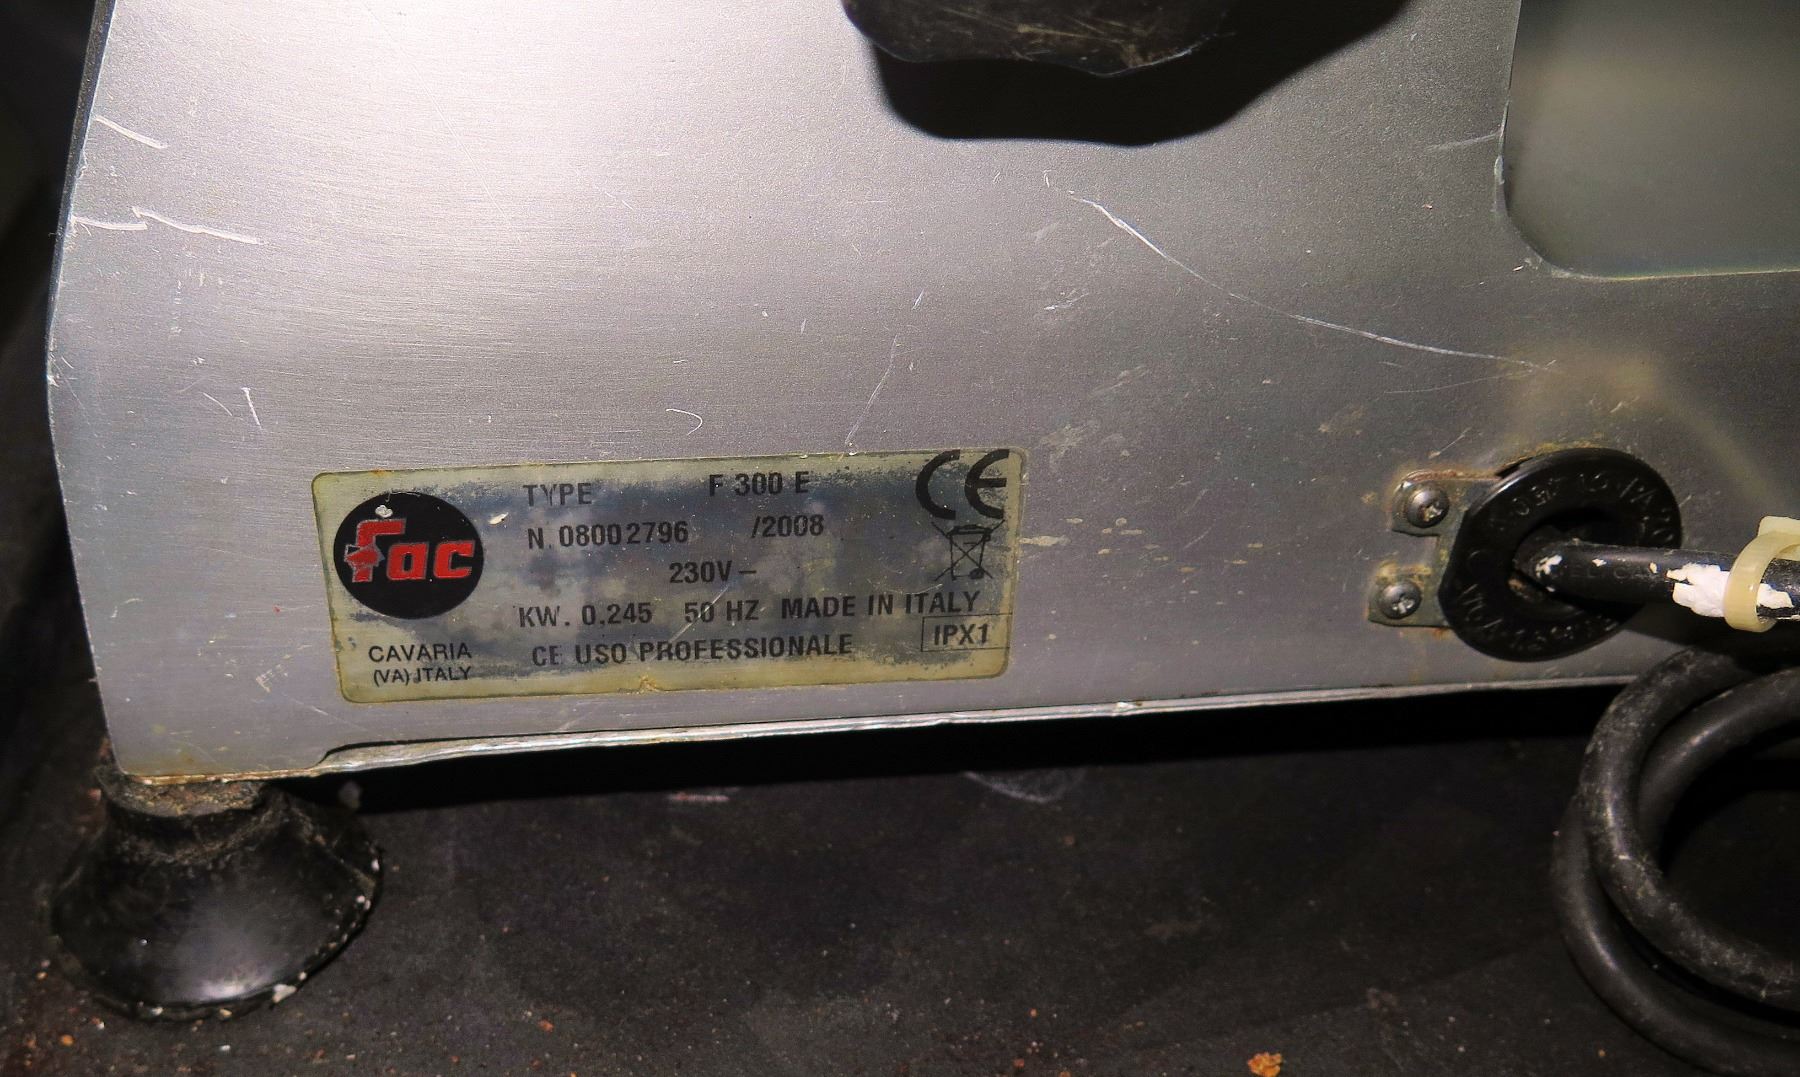 fac
TYPE F 300 E
N. 08002796 /2008
230V –
KW. 0,245 50 HZ MADE IN ITALY
CE USO PROFESSIONALE IPX1
CAVARIA
(VA) ITALY
CE